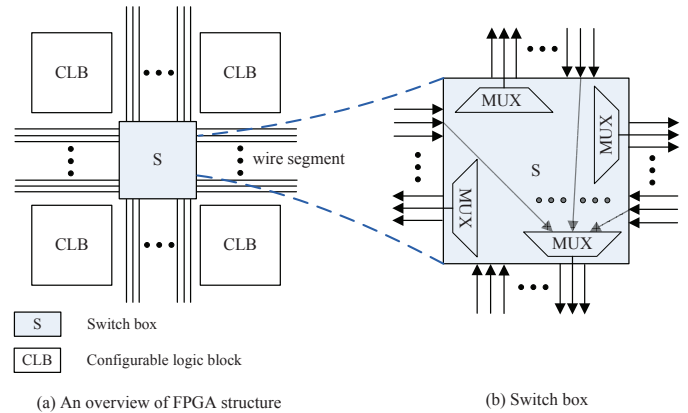 CLB
CLB
S
wire segment
CLB
CLB
S
Switch box
CLB
Configurable logic block
(a) An overview of FPGA structure
MUX
MUX
S
MUX
MUX
(b) Switch box